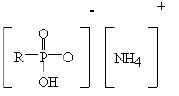 - +
O
R P O NH4
OH